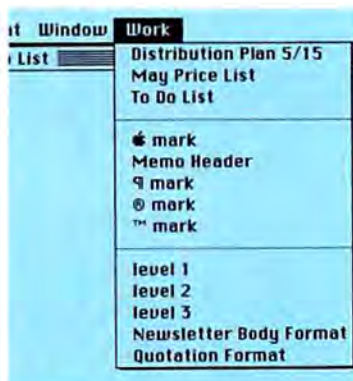 t Window Work
List
Distribution Plan 5/15
May Price List
To Do List
 mark
Memo Header
¶ mark
® mark
™ mark
level 1
level 2
level 3
Newsletter Body Format
Quotation Format